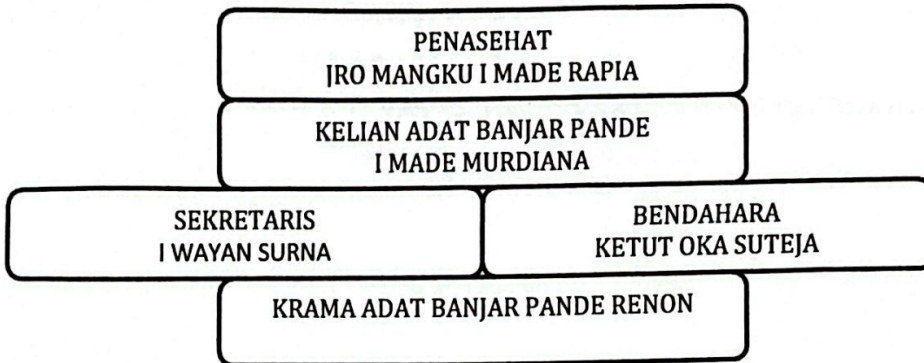 PENASEHAT
JRO MANGKU I MADE RAPIA
KELIAN ADAT BANJAR PANDE
I MADE MURDIANA
SEKRETARIS
I WAYAN SURNA
BENDAHARA
KETUT OKA SUTEJA
KRAMA ADAT BANJAR PANDE RENON